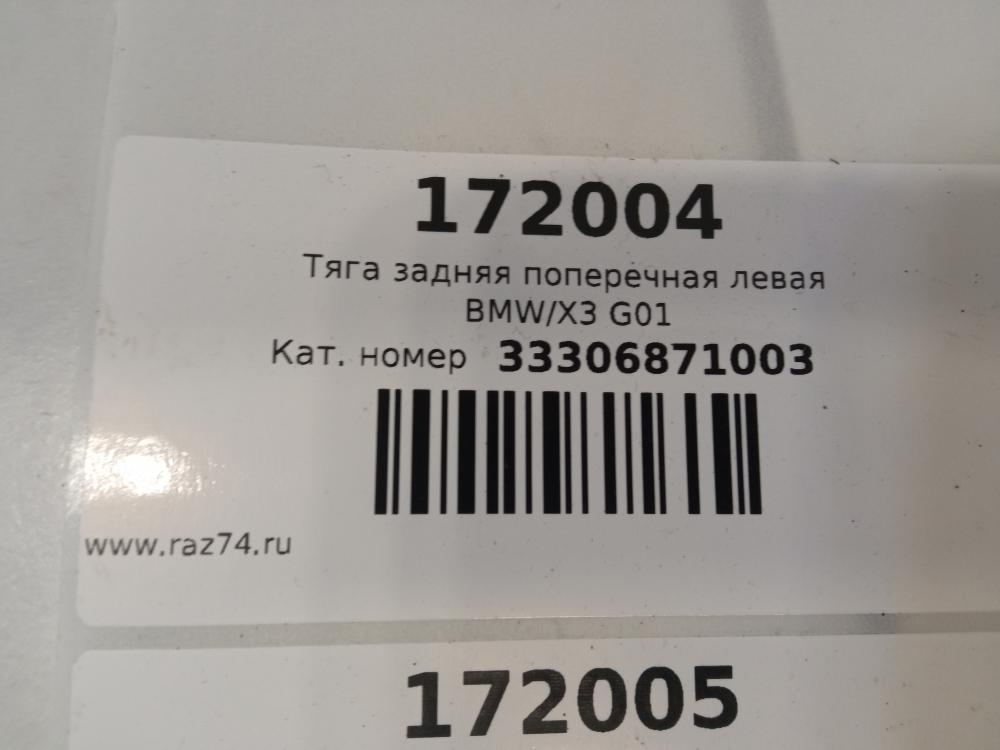 172004
Тяга задняя поперечная левая
BMW/X3 G01
Кат. номер 33306871003
www.raz74.ru
172005